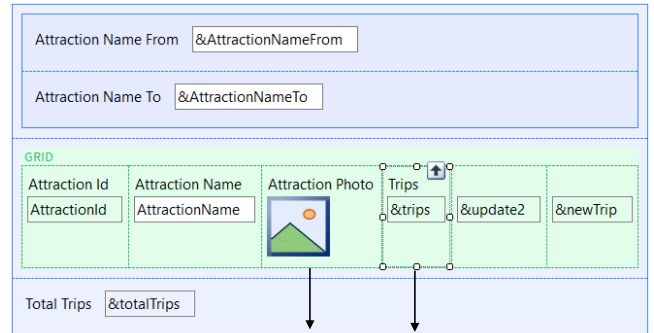 Attraction Name From &AttractionNameFrom
Attraction Name To &AttractionNameTo
GRID
Attraction Id Attraction Name Attraction Photo Trips
AttractionId AttractionName &trips &update2 &newTrip
Total Trips &totalTrips